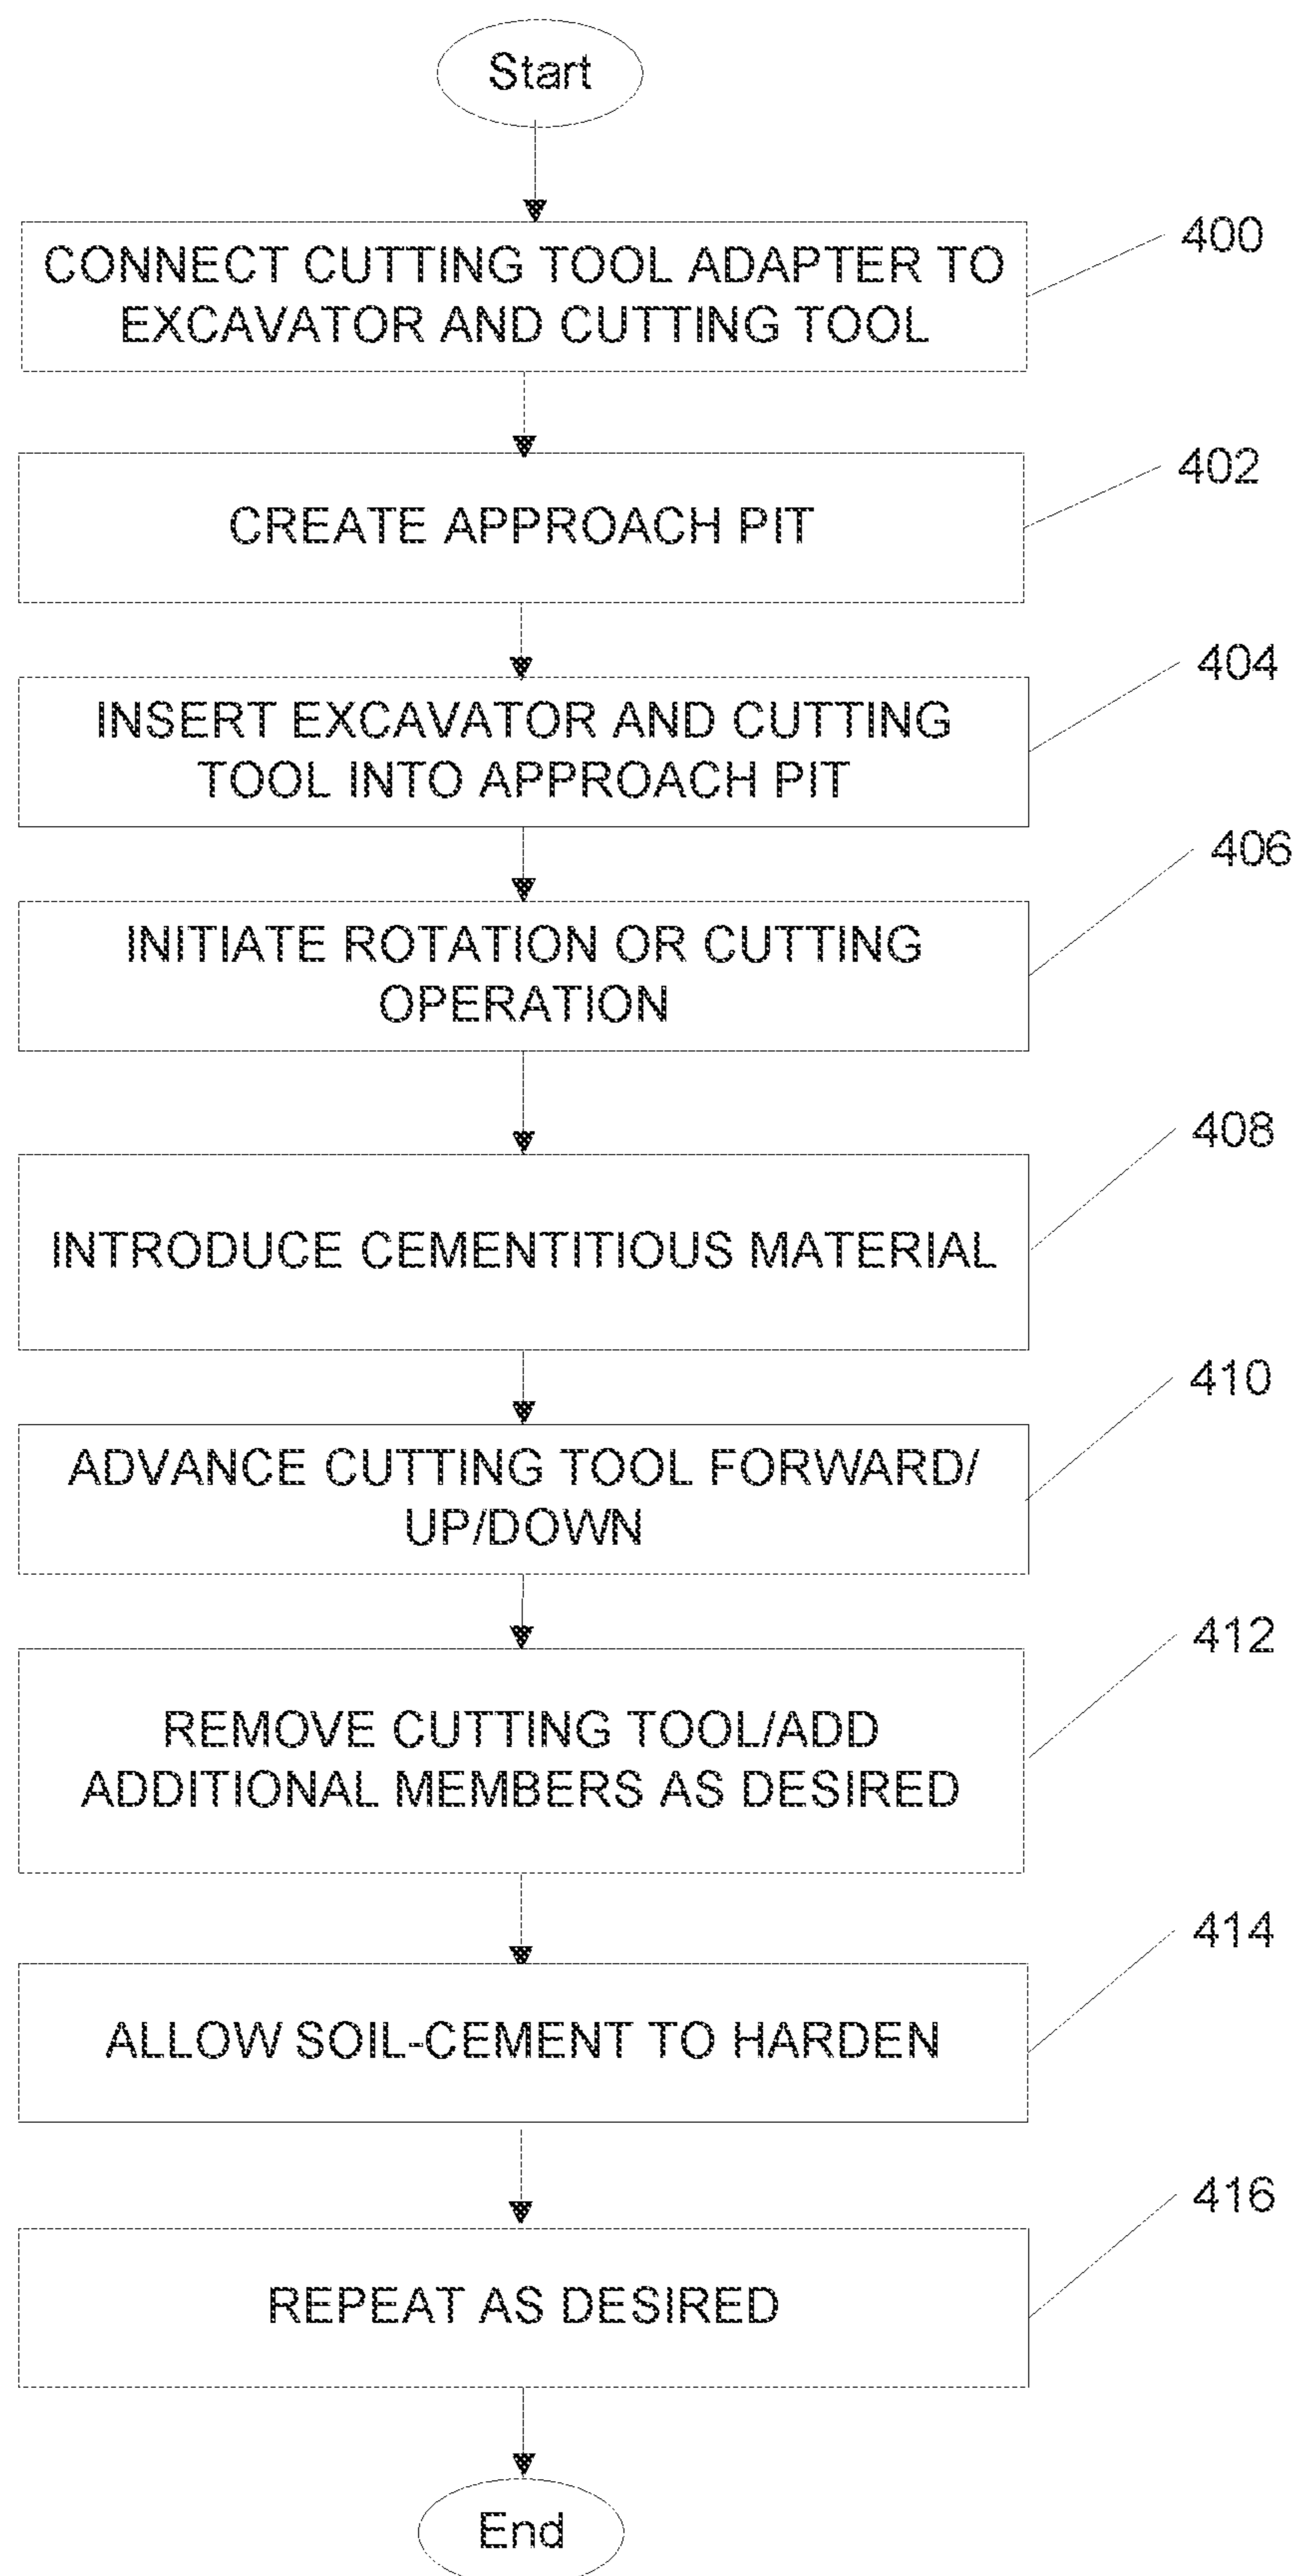 Start
CONNECT CUTTING TOOL ADAPTER TO
EXCAVATOR AND CUTTING TOOL
400
CREATE APPROACH PIT
402
INSERT EXCAVATOR AND CUTTING
TOOL INTO APPROACH PIT
404
INITIATE ROTATION OR CUTTING
OPERATION
406
INTRODUCE CEMENTITIOUS MATERIAL
408
ADVANCE CUTTING TOOL FORWARD/
UP/DOWN
410
REMOVE CUTTING TOOL/ADD
ADDITIONAL MEMBERS AS DESIRED
412
ALLOW SOIL-CEMENT TO HARDEN
414
REPEAT AS DESIRED
416
End